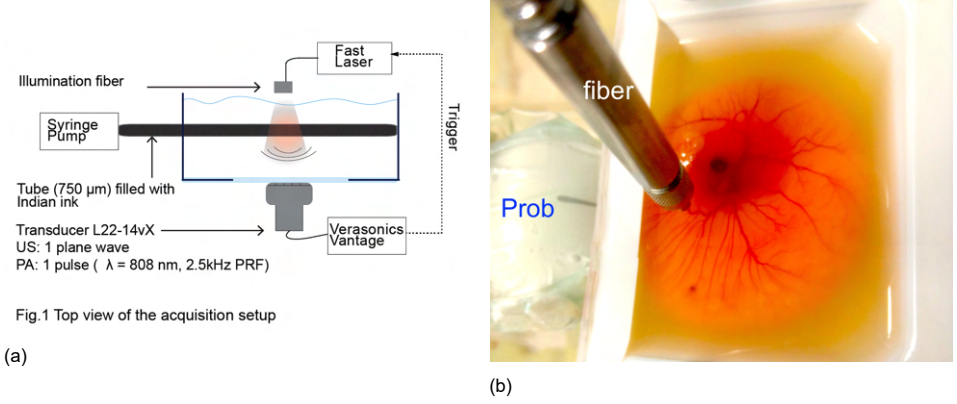 Fast
Laser
Illumination fiber
Syringe
Pump
Trigger
Tube (750 μm) filled with
Indian ink
Transducer L22-14vX
US: 1 plane wave
PA: 1 pulse ( λ = 808 nm, 2.5kHz PRF)
Verasonics
Vantage
Fig.1 Top view of the acquisition setup
(a)
fiber
Prob
(b)